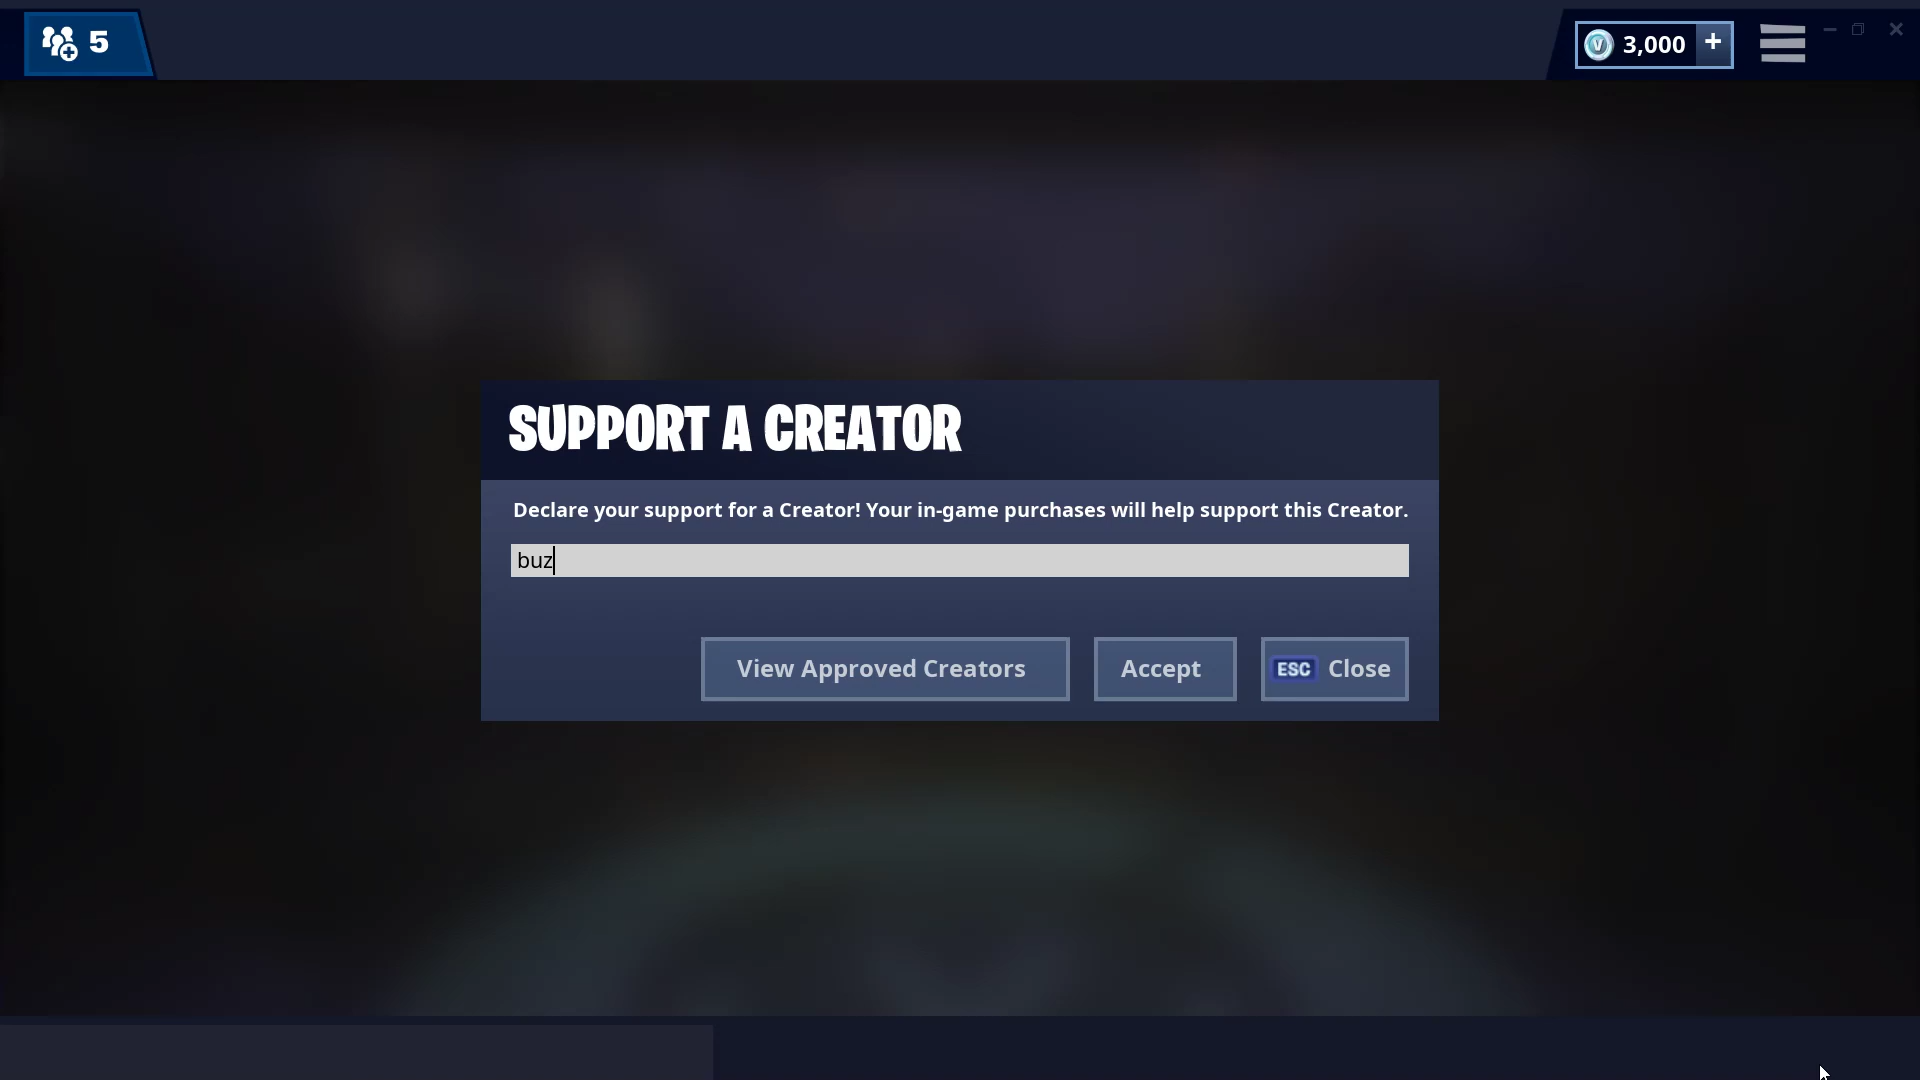 5
3,000 +
SUPPORT A CREATOR
Declare your support for a Creator! Your in-game purchases will help support this Creator.
buz
View Approved Creators
Accept
ESC Close